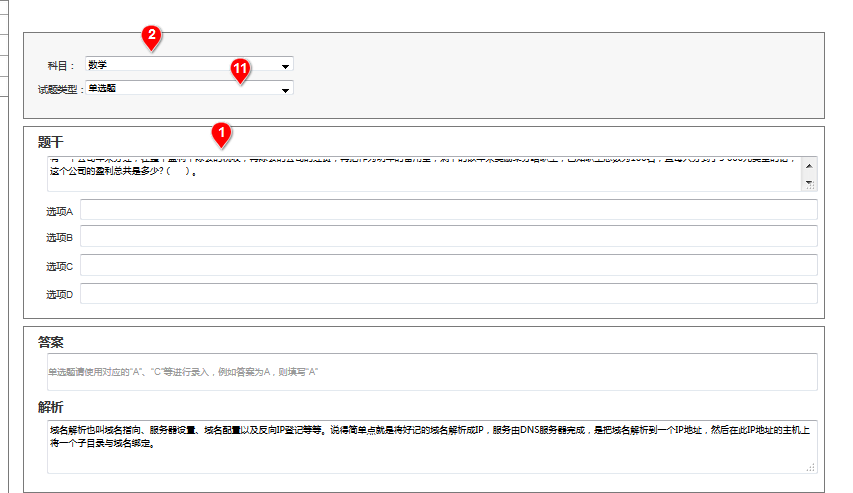 2
科目： 数学
11
试题类型： 单选题
1
题干
这个公司的盈利总共是多少？（ ）。
选项A
选项B
选项C
选项D
答案
单选题请使用对应的“A”、“C”等进行录入，例如答案为A，则填写“A”
解析
域名解析也叫域名指向、服务器设置、域名配置以及反向IP登记等等。说得简单点就是将好记的域名解析成IP，服务由DNS服务器完成，是把域名解析到一个IP地址，然后在此IP地址的主机上
将一个子目录与域名绑定。